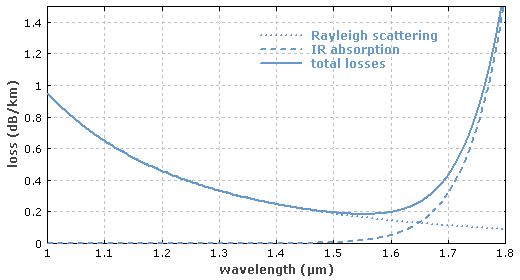 1.4
1.2
1
0.8
0.6
0.4
0.2
0
loss (dB/km)
Rayleigh scattering
IR absorption
total losses
1 1.1 1.2 1.3 1.4 1.5 1.6 1.7 1.8
wavelength (μm)